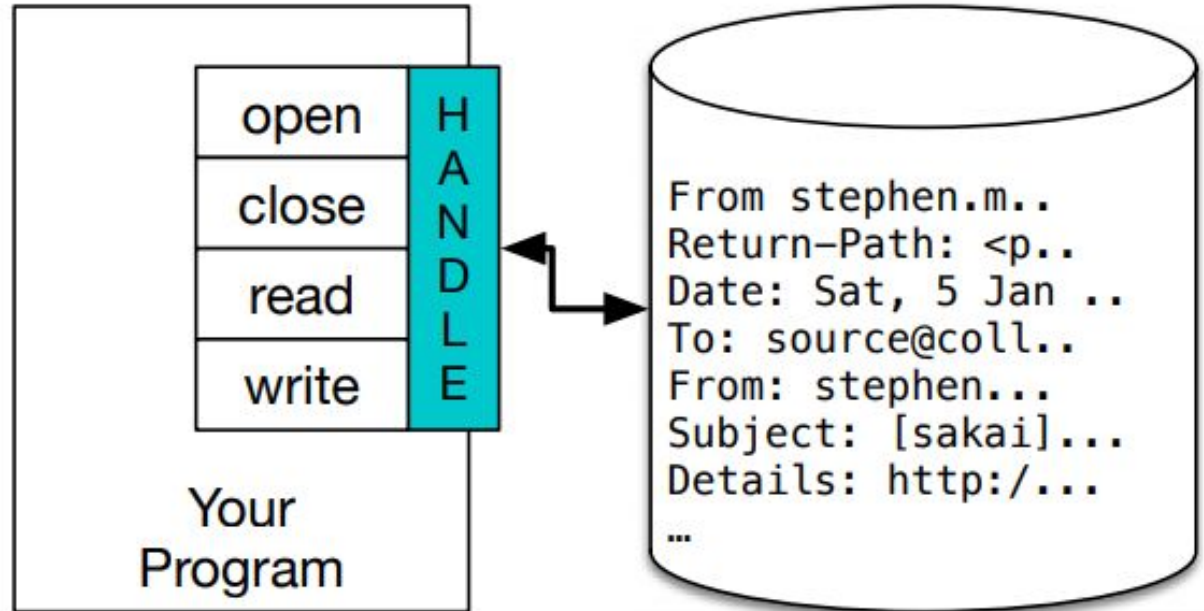 open
close
read
write
HANDLE
Your
Program
From stephen.m..
Return-Path: <p..
Date: Sat, 5 Jan ..
To: source@coll..
From: stephen...
Subject: [sakai]...
Details: http:/...
…